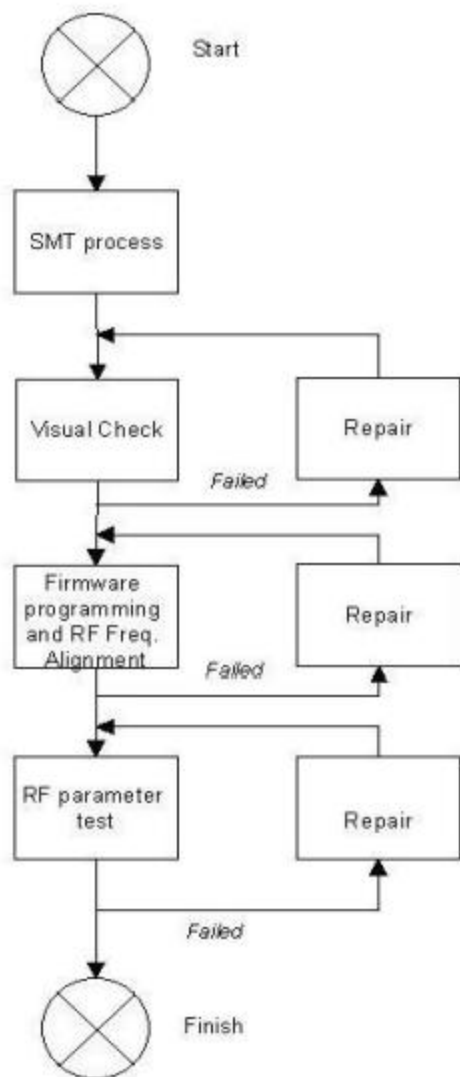 Start
SMT process
Visual Check
Repair
Failed
Firmware
programming
and RF Freq.
Alignment
Repair
Failed
RF parameter
test
Repair
Failed
Finish